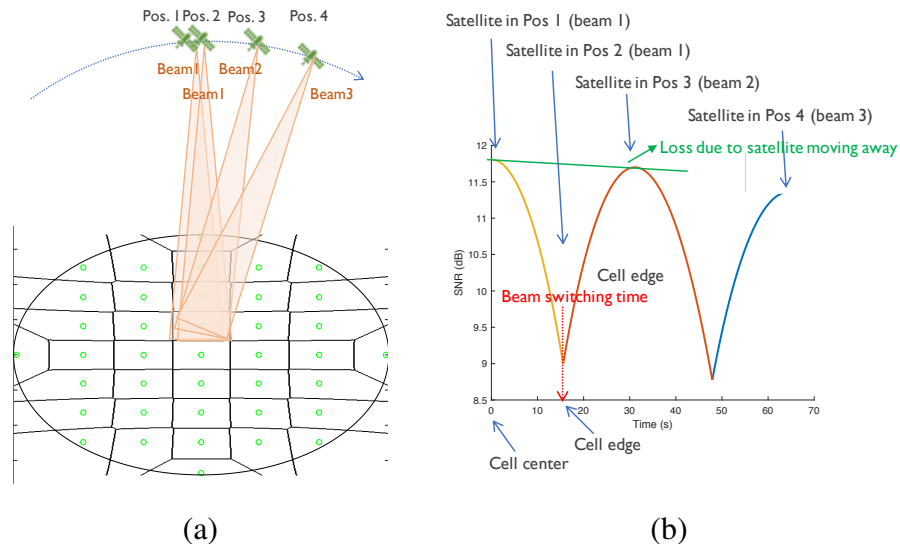 Pos. 1 Pos. 2 Pos. 3 Pos. 4
Beam1 Beam2
Beam1 Beam3
(a)
Satellite in Pos 1 (beam 1)
Satellite in Pos 2 (beam 1)
Satellite in Pos 3 (beam 2)
Satellite in Pos 4 (beam 3)
Loss due to satellite moving away
12
11.5
11
10.5
10
9.5
9
8.5
SNR (dB)
Cell edge
Beam switching time
0 10 20 30 40 50 60 70
Time (s)
Cell edge
Cell center
(b)